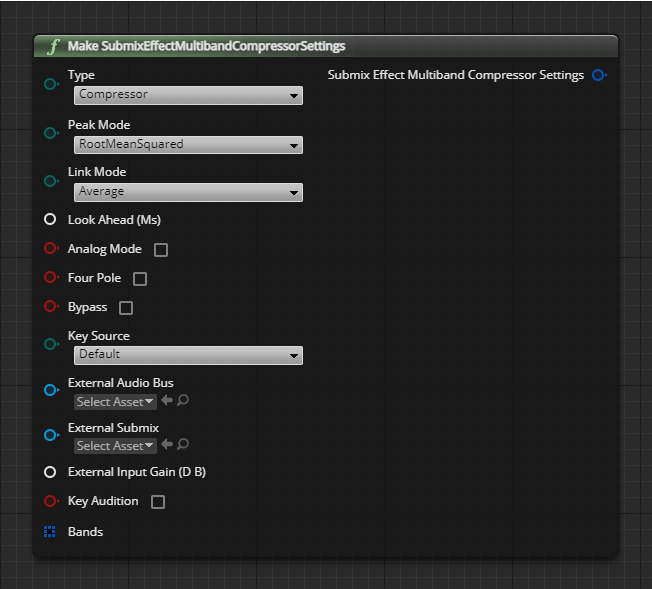 f Make SubmixEffectMultibandCompressorSettings
Type
Submix Effect Multiband Compressor Settings
Compressor
Peak Mode
RootMeanSquared
Link Mode
Average
Look Ahead (Ms)
Analog Mode
Four Pole
Bypass
Key Source
Default
External Audio Bus
Select Asset
External Submix
Select Asset
External Input Gain (D B)
Key Audition
Bands